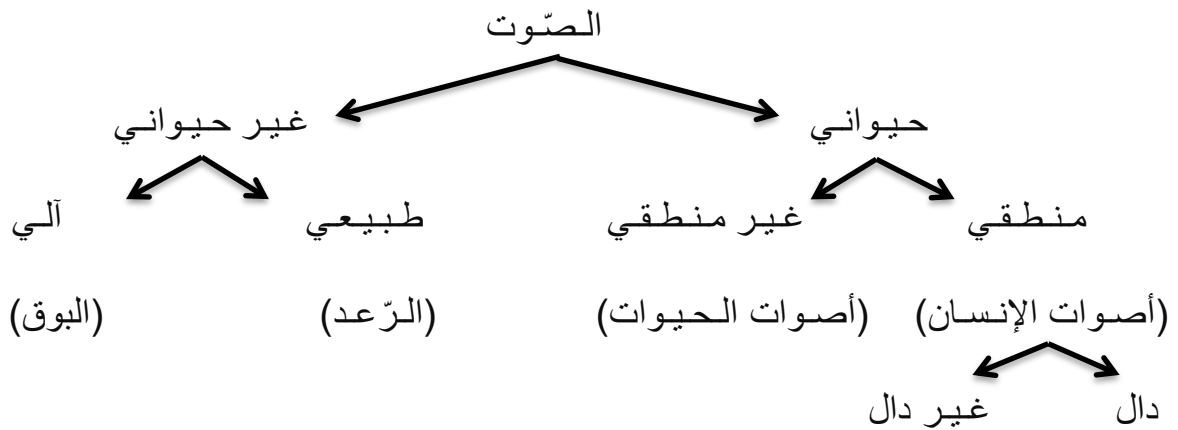 الصّوت
حيواني غير حيواني
منطقي غير منطقي طبيعي آلي
(أصوات الإنسان) (أصوات الحيوات) (الرّعد) (البوق)
دال غير دال